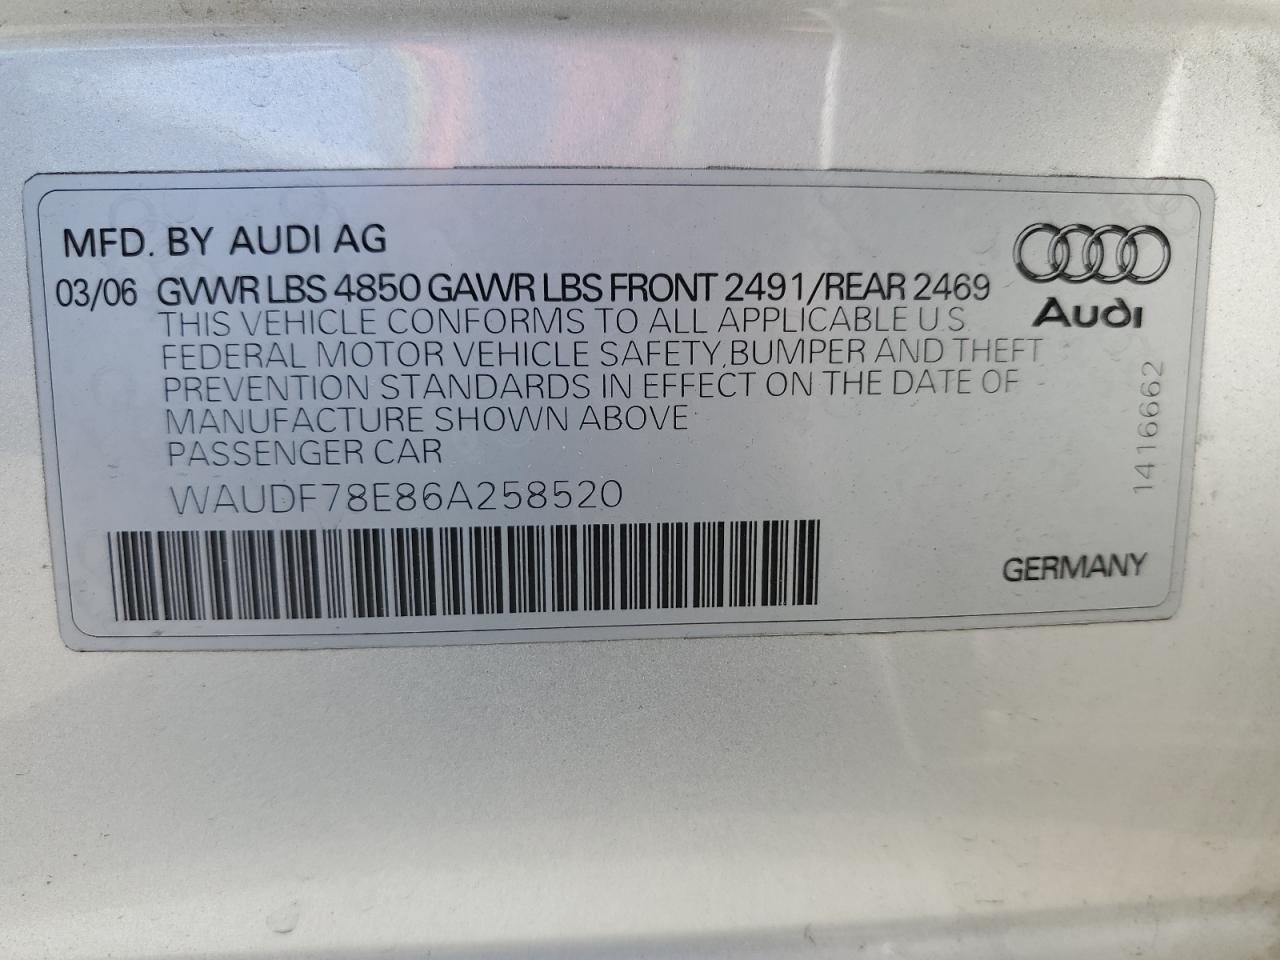 MFD. BY AUDI AG
03/06 GVWR LBS 4850 GAWR LBS FRONT 2491/REAR 2469
THIS VEHICLE CONFORMS TO ALL APPLICABLE U.S.
FEDERAL MOTOR VEHICLE SAFETY, BUMPER AND THEFT
PREVENTION STANDARDS IN EFFECT ON THE DATE OF
MANUFACTURE SHOWN ABOVE
PASSENGER CAR
WAUDF78E86A258520
Audi
1416662
GERMANY